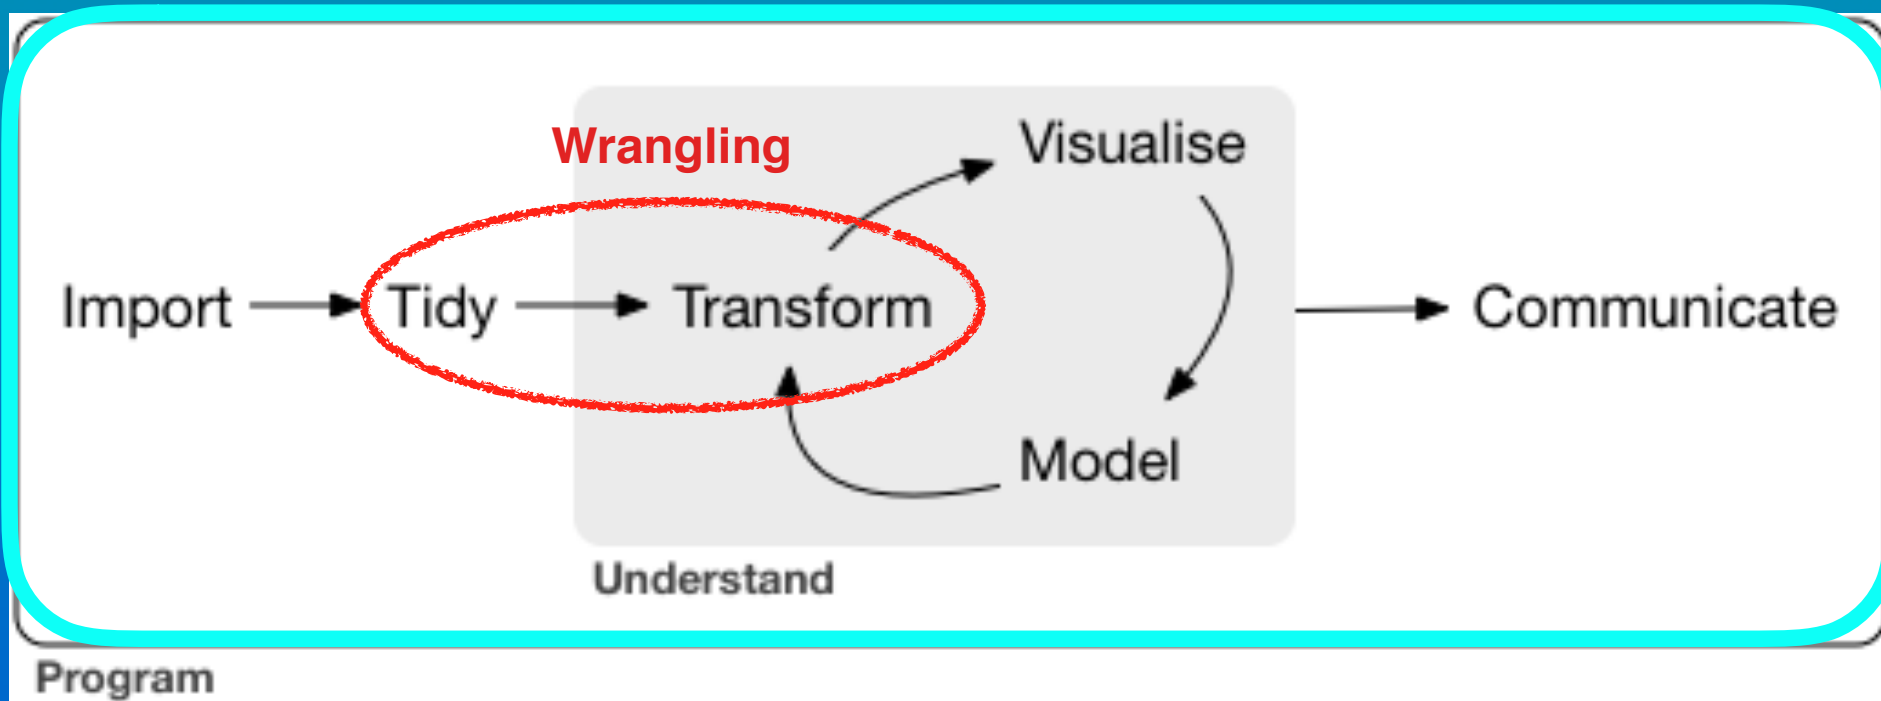 Wrangling
Visualise
Import
Tidy
Transform
Communicate
Model
Understand
Program